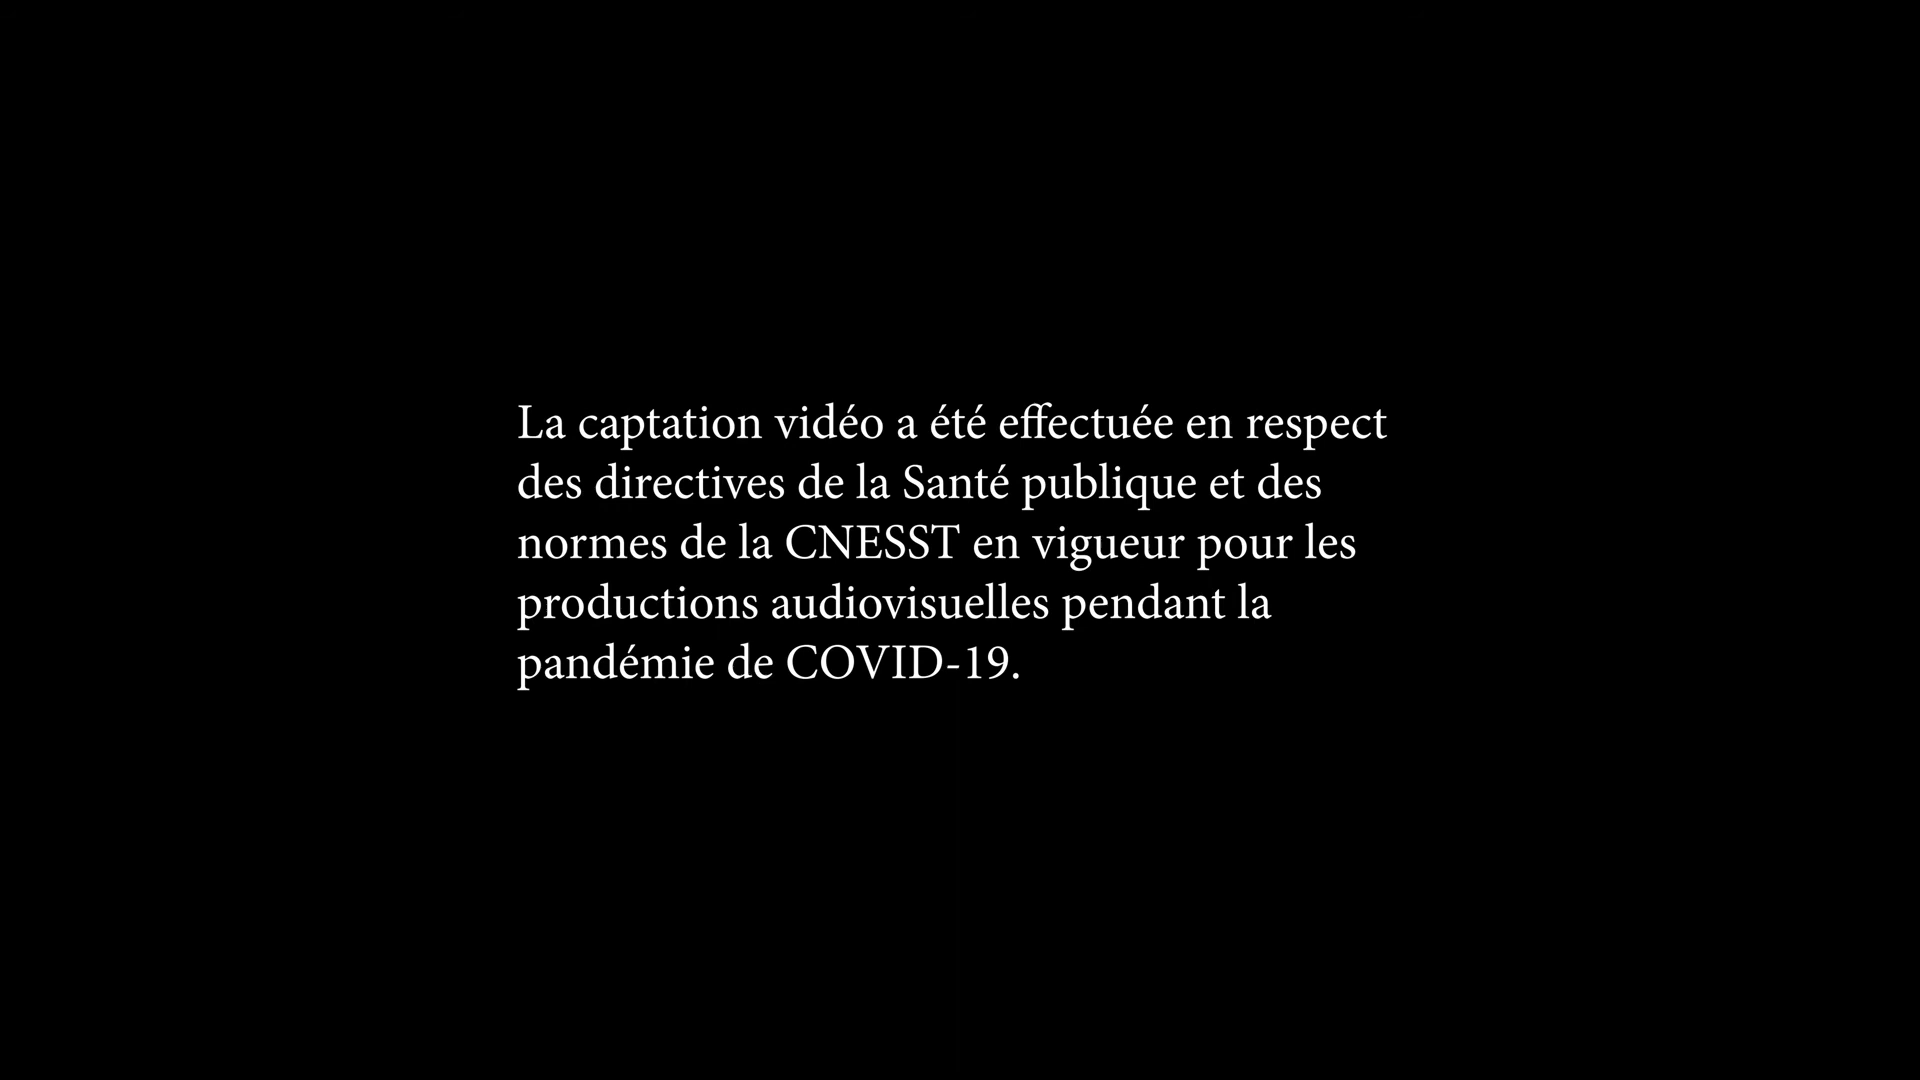 La captation vidéo a été effectuée en respect
des directives de la Santé publique et des
normes de la CNESST en vigueur pour les
productions audiovisuelles pendant la
pandémie de COVID-19.